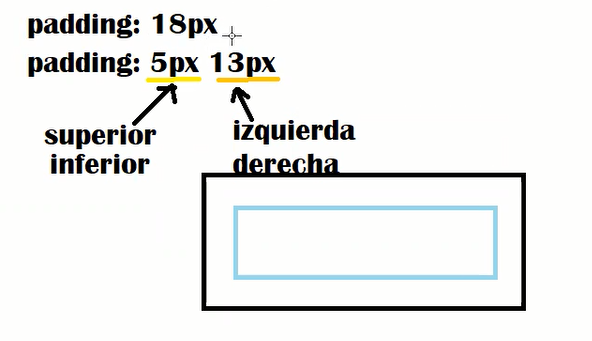 padding: 18px
padding: 5px 13px
superior
inferior
izquierda
derecha